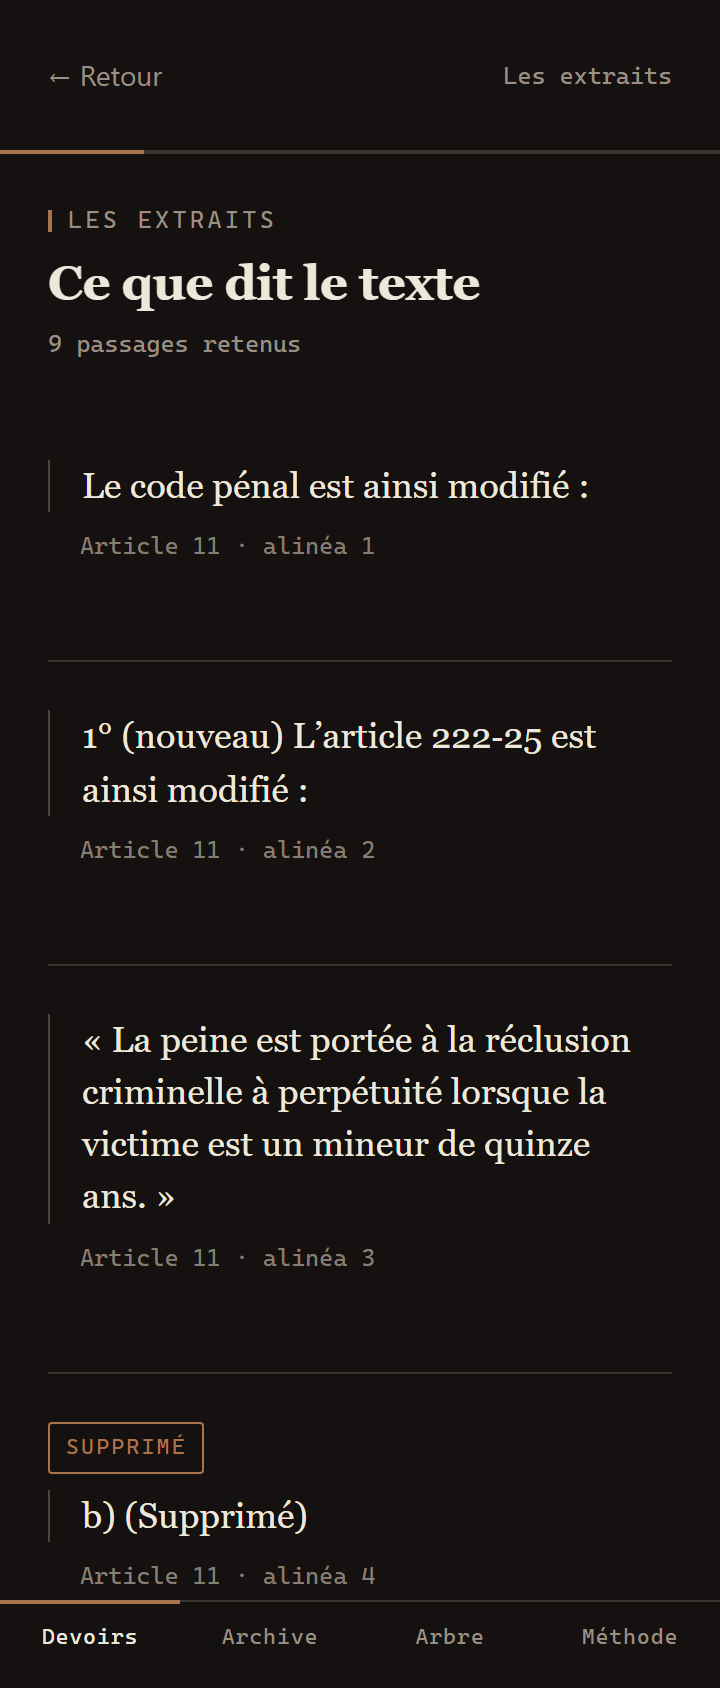 ← Retour
Les extraits
LES EXTRAITS
Ce que dit le texte
9 passages retenus
Le code pénal est ainsi modifié :
Article 11 · alinéa 1
1° (nouveau) L’article 222-25 est
ainsi modifié :
Article 11 · alinéa 2
« La peine est portée à la réclusion
criminelle à perpétuité lorsque la
victime est un mineur de quinze
ans. »
Article 11 · alinéa 3
SUPPRIMÉ
b) (Supprimé)
Article 11 · alinéa 4
Devoirs Archive Arbre Méthode